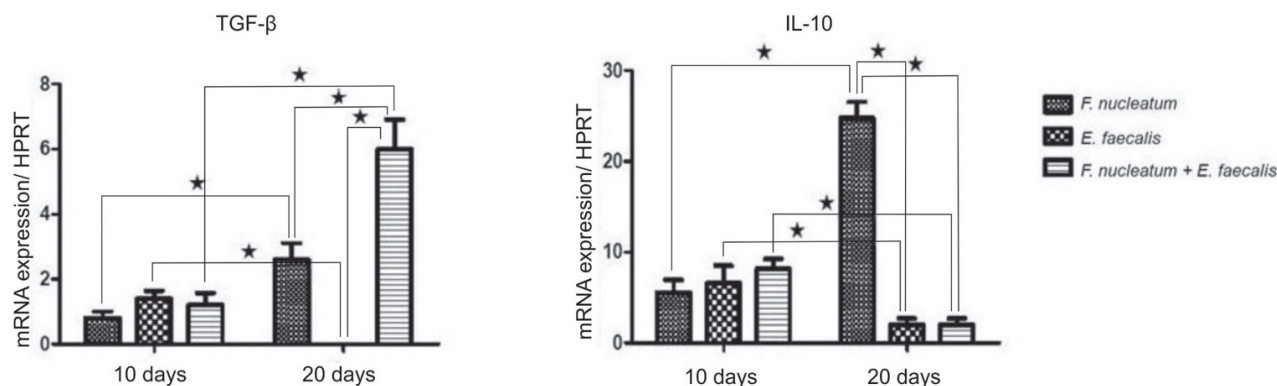 TGF-β
mRNA expression/ HPRT
8
6
4
2
0
10 days
20 days
IL-10
mRNA expression/ HPRT
30
20
10
0
10 days
20 days
F. nucleatum
E. faecalis
F. nucleatum + E. faecalis